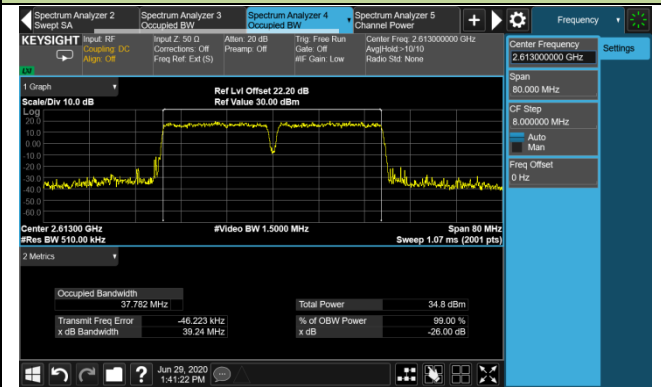 Spectrum Analyzer 2
Swept SA
Spectrum Analyzer 3
Occupied BW
Spectrum Analyzer 4
Occupied BW
Spectrum Analyzer 5
Channel Power
Frequency
KEYSIGHT
Input: RF
Coupling: DC
Align: Off
Input Z: 50 Ω
Corrections: Off
Freq Ref: Ext (S)
Atten: 20 dB
Preamp: Off
Trig: Free Run
Gate: Off
#IF Gain: Low
Center Freq: 2.613000000 GHz
Avg|Hold:>10/10
Radio Std: None
LV
Center Frequency
2.613000000 GHz
Settings
Span
80.000 MHz
CF Step
8.000000 MHz
Auto
Man
Freq Offset
0 Hz
1 Graph
Scale/Div 10.0 dB
Ref Lvl Offset 22.20 dB
Ref Value 30.00 dBm
Log
20.0
10.0
0.00
-10.0
-20.0
-30.0
-40.0
-50.0
-60.0
Center 2.61300 GHz
#Res BW 510.00 kHz
#Video BW 1.5000 MHz
Span 80 MHz
Sweep 1.07 ms (2001 pts)
2 Metrics
Occupied Bandwidth
37.782 MHz
Total Power 34.8 dBm
Transmit Freq Error -46.223 kHz
% of OBW Power 99.00 %
x dB Bandwidth 39.24 MHz
x dB -26.00 dB
Jun 29, 2020
1:41:22 PM